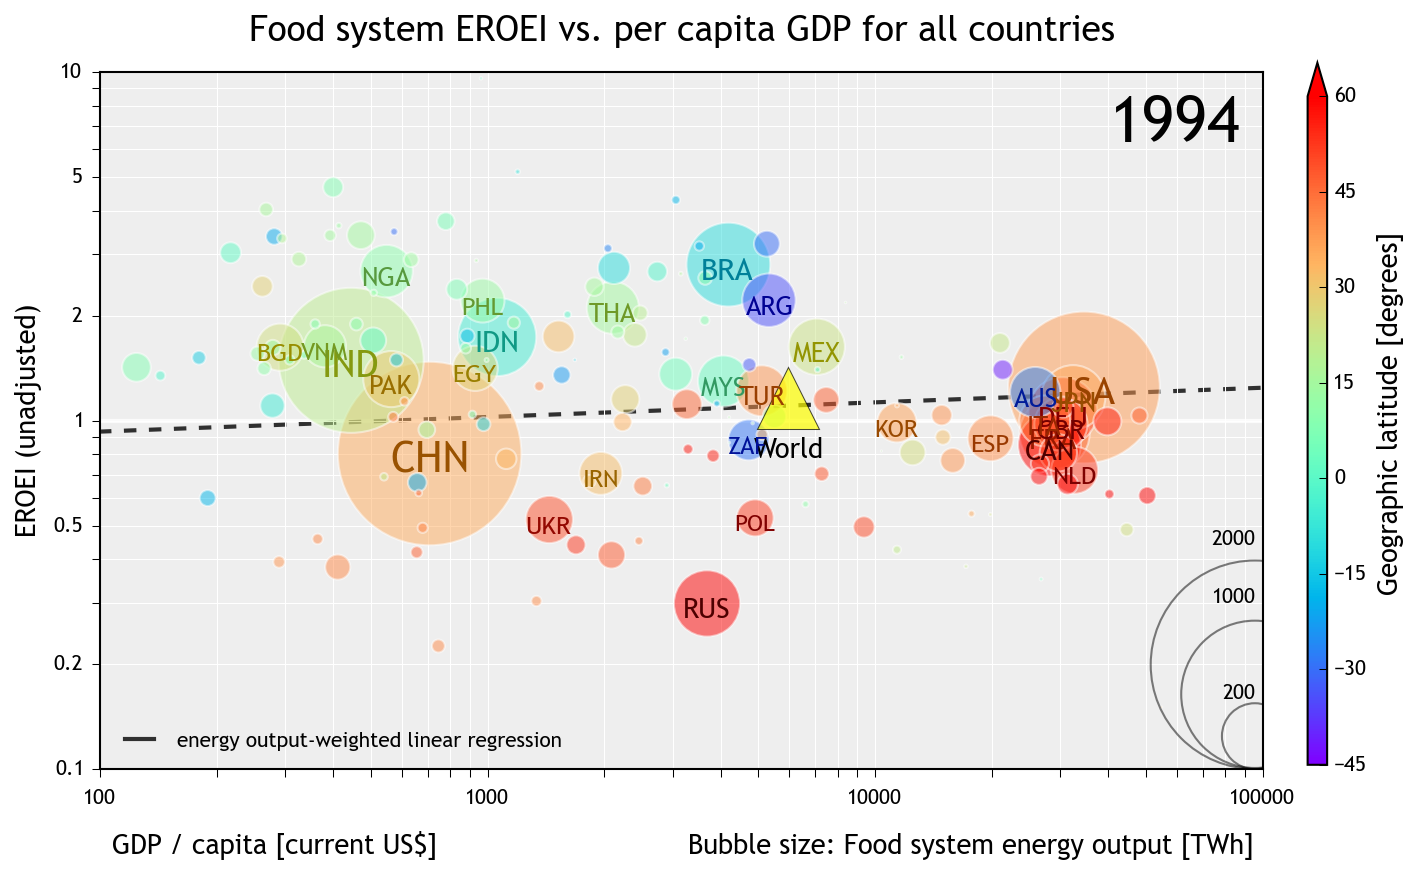 Food system EROEI vs. per capita GDP for all countries
1994
10
5
2
1
0.5
0.2
0.1
EROEI (unadjusted)
NGA
BRA
PHL
THA
ARG
IDN
BGD
VNM
IND
MEX
EGY
PAK
MYS
TUR
USA
AUS
JPN
DEU
KOR
GBR
ZAF
World
ESP
CAN
CHN
IRN
NLD
UKR
POL
RUS
2000
1000
200
energy output-weighted linear regression
100
1000
10000
100000
GDP / capita [current US$]
Bubble size: Food system energy output [TWh]
60
45
30
15
0
−15
−30
−45
Geographic latitude [degrees]